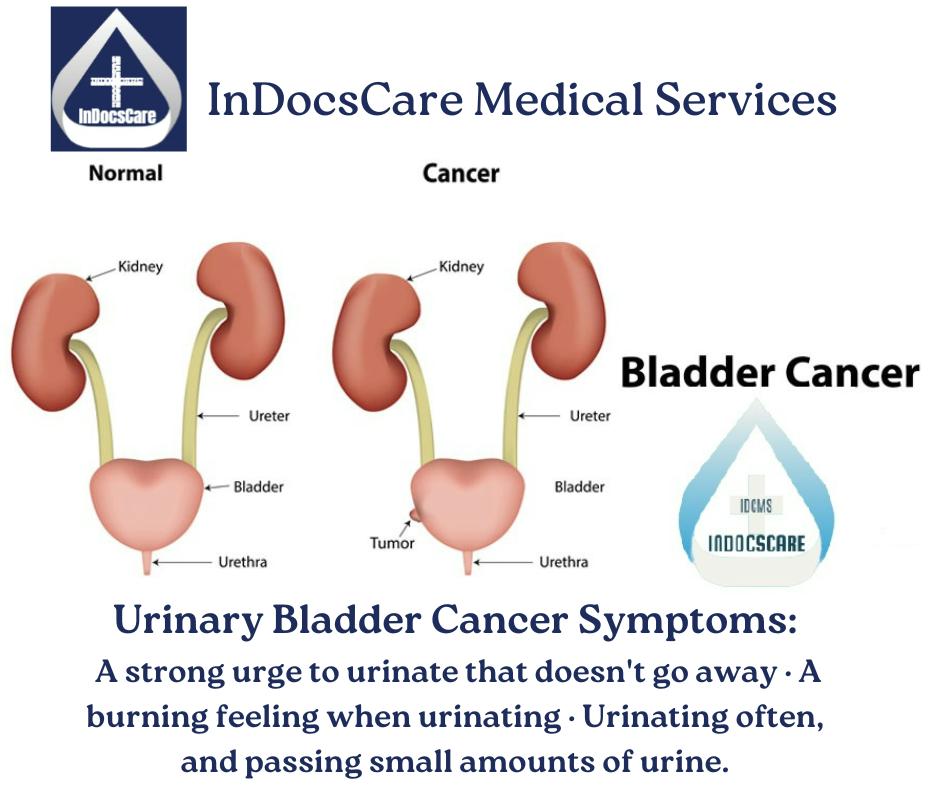 InDocsCare
InDocsCare Medical Services
Normal
Cancer
Kidney
Kidney
Ureter
Ureter
Bladder
Bladder
Tumor
Urethra
Urethra
Bladder Cancer
IDCMS
INDOCSCARE
Urinary Bladder Cancer Symptoms:
A strong urge to urinate that doesn't go away · A
burning feeling when urinating · Urinating often,
and passing small amounts of urine.